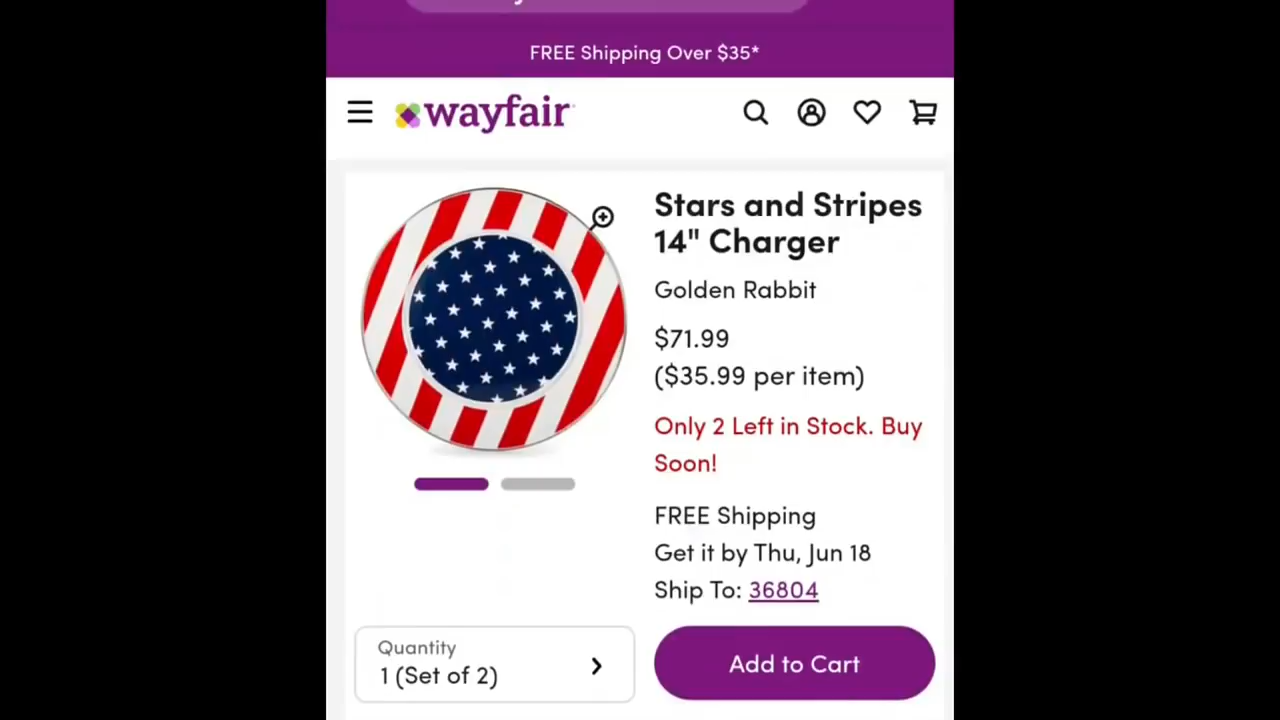 FREE Shipping Over $35*
wayfair
Stars and Stripes
14" Charger
Golden Rabbit
$71.99
($35.99 per item)
Only 2 Left in Stock. Buy
Soon!
FREE Shipping
Get it by Thu, Jun 18
Ship To: 36804
Quantity
1 (Set of 2)
Add to Cart